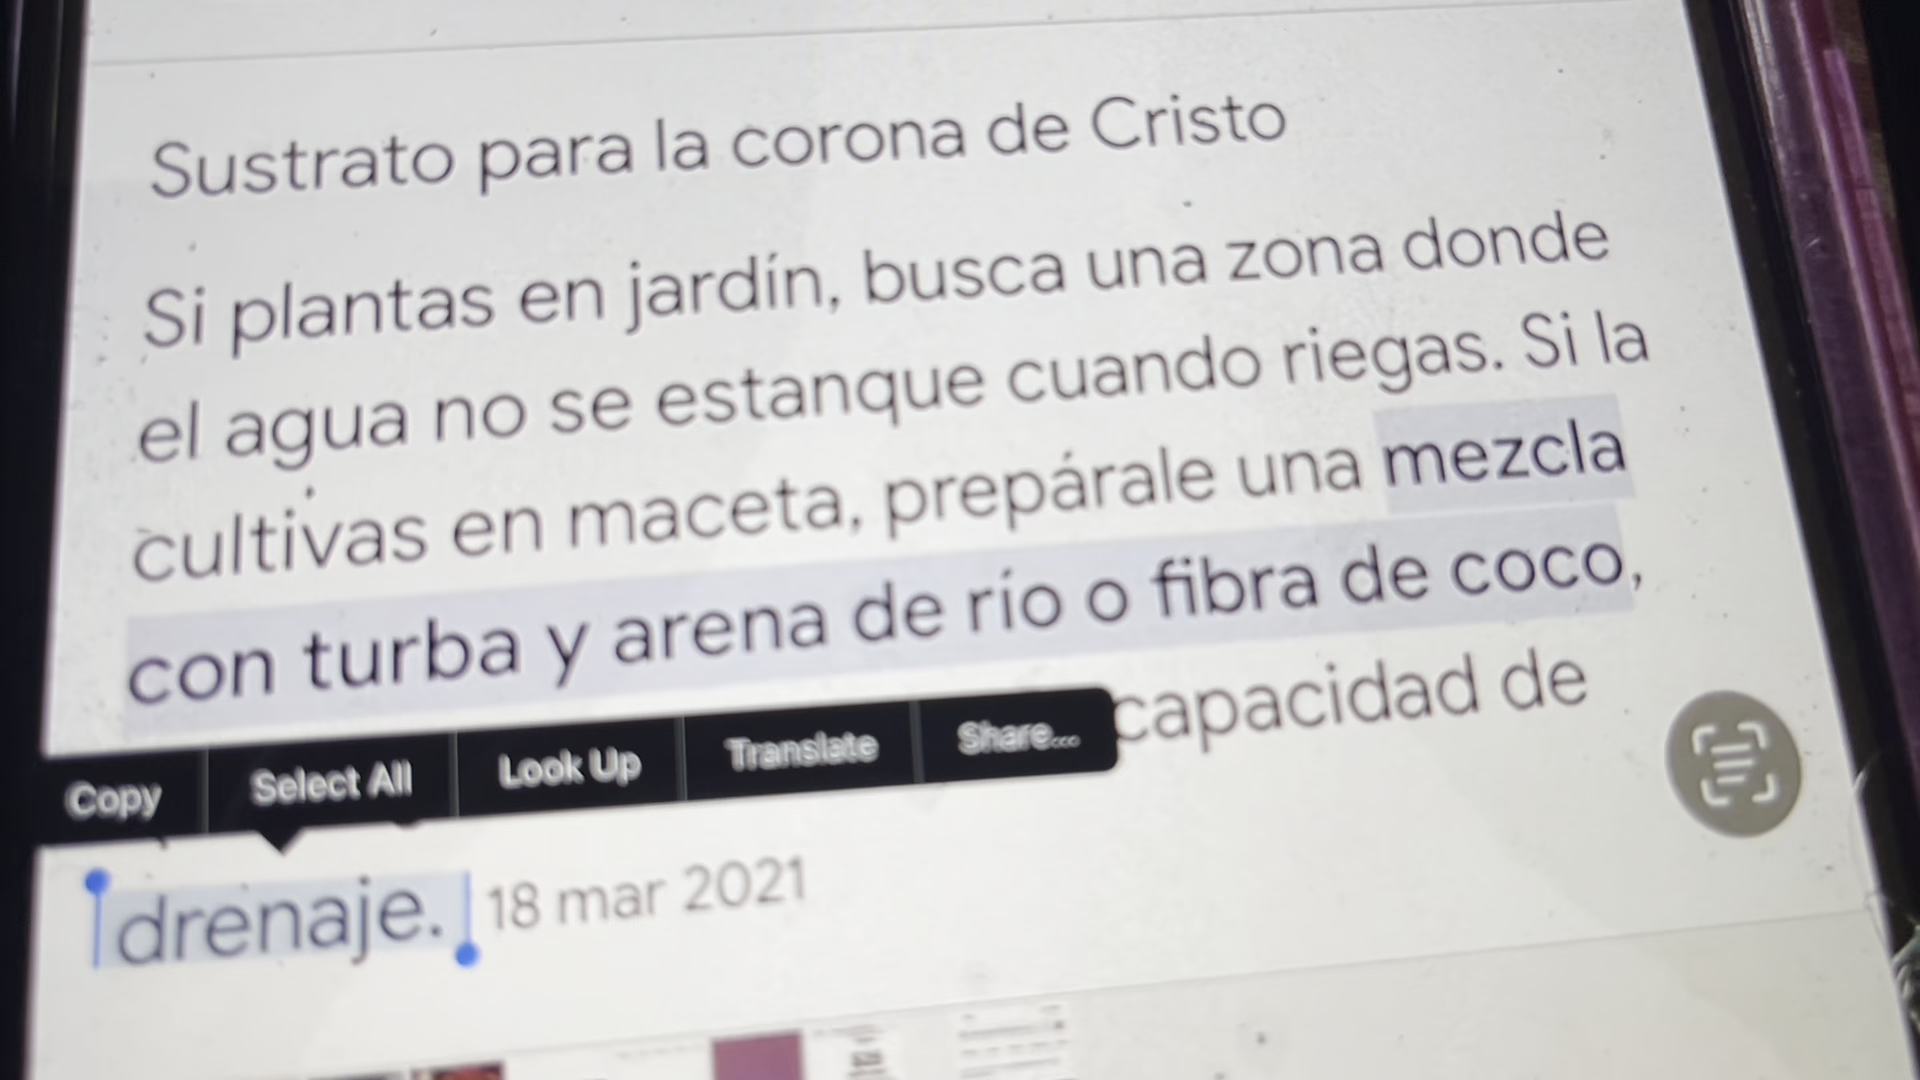 Sustrato para la corona de Cristo
Si plantas en jardín, busca una zona donde
el agua no se estanque cuando riegas. Si la
cultivas en maceta, prepárale una mezcla
con turba y arena de río o fibra de coco,
capacidad de
Copy Select All Look Up Translate Share...
drenaje. 18 mar 2021